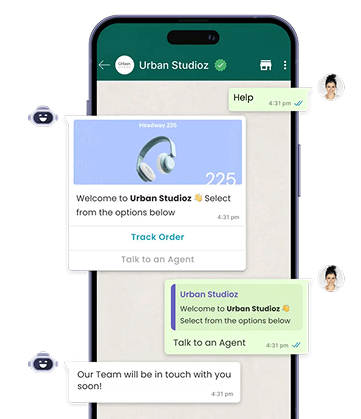 Urban Studioz
Help
4:31 pm
Headway 225
225
Welcome to Urban Studioz 👋 Select
from the options below
4:31 pm
Track Order
Talk to an Agent
Urban Studioz
Welcome to Urban Studioz 👋
Select from the options below
Talk to an Agent
4:31 pm
Our Team will be in touch with you
soon!
4:31 pm